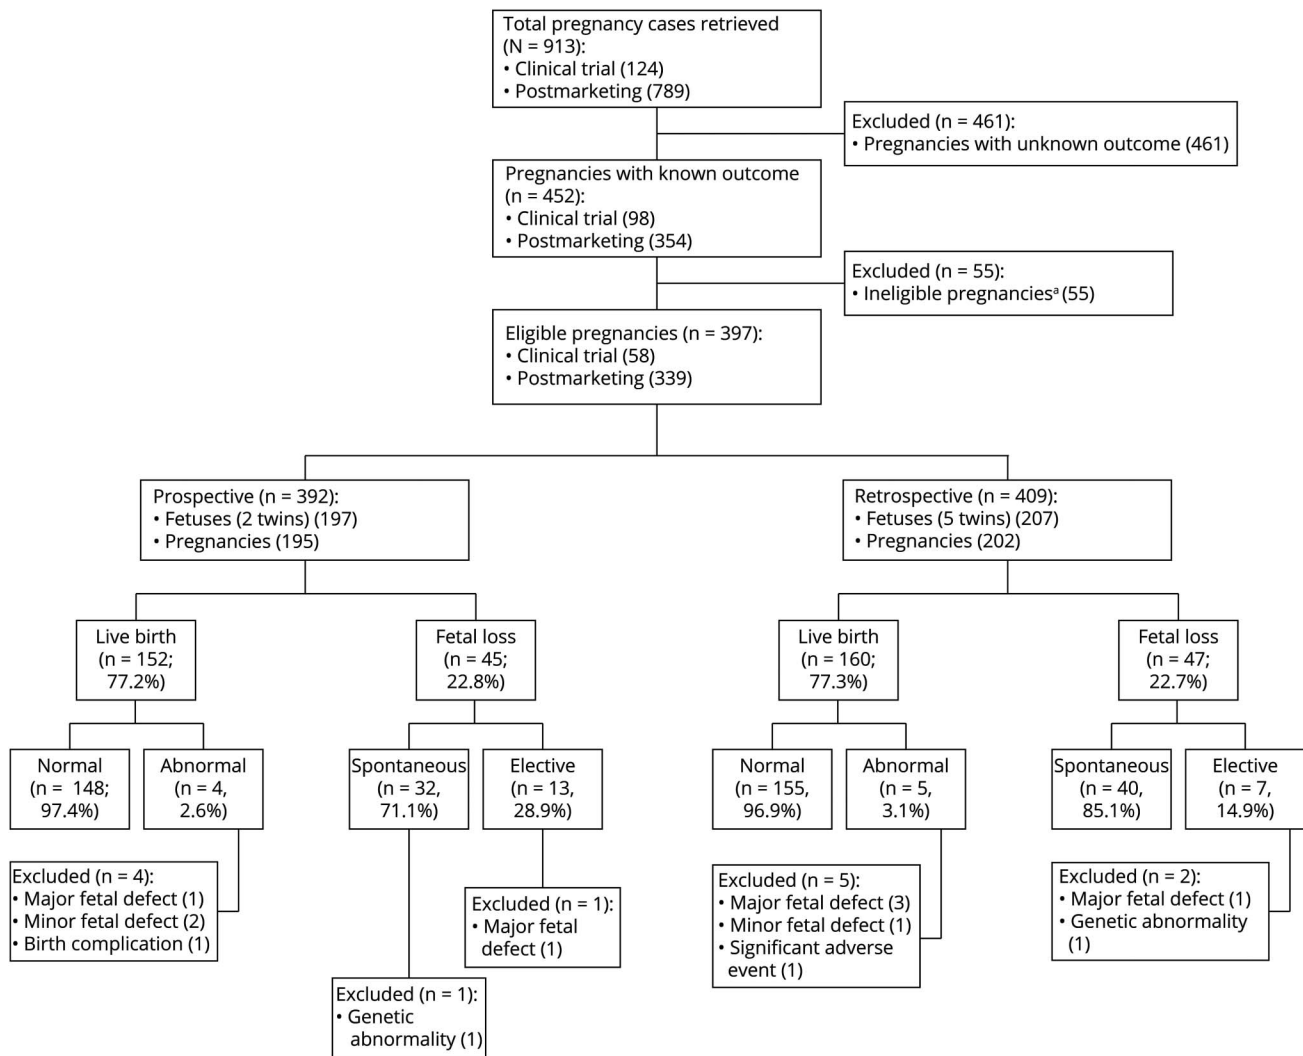 Total pregnancy cases retrieved
(N = 913):
• Clinical trial (124)
• Postmarketing (789)
Excluded (n = 461):
• Pregnancies with unknown outcome (461)
Pregnancies with known outcome
(n = 452):
• Clinical trial (98)
• Postmarketing (354)
Excluded (n = 55):
• Ineligible pregnanciesᵃ (55)
Eligible pregnancies (n = 397):
• Clinical trial (58)
• Postmarketing (339)
Prospective (n = 392):
• Fetuses (2 twins) (197)
• Pregnancies (195)
Retrospective (n = 409):
• Fetuses (5 twins) (207)
• Pregnancies (202)
Live birth
(n = 152;
77.2%)
Fetal loss
(n = 45;
22.8%)
Live birth
(n = 160;
77.3%)
Fetal loss
(n = 47;
22.7%)
Normal
(n = 148;
97.4%)
Abnormal
(n = 4,
2.6%)
Spontaneous
(n = 32,
71.1%)
Elective
(n = 13,
28.9%)
Normal
(n = 155,
96.9%)
Abnormal
(n = 5,
3.1%)
Spontaneous
(n = 40,
85.1%)
Elective
(n = 7,
14.9%)
Excluded (n = 4):
• Major fetal defect (1)
• Minor fetal defect (2)
• Birth complication (1)
Excluded (n = 1):
• Genetic
abnormality (1)
Excluded (n = 1):
• Major fetal
defect (1)
Excluded (n = 5):
• Major fetal defect (3)
• Minor fetal defect (1)
• Significant adverse
event (1)
Excluded (n = 2):
• Major fetal defect (1)
• Genetic abnormality
(1)